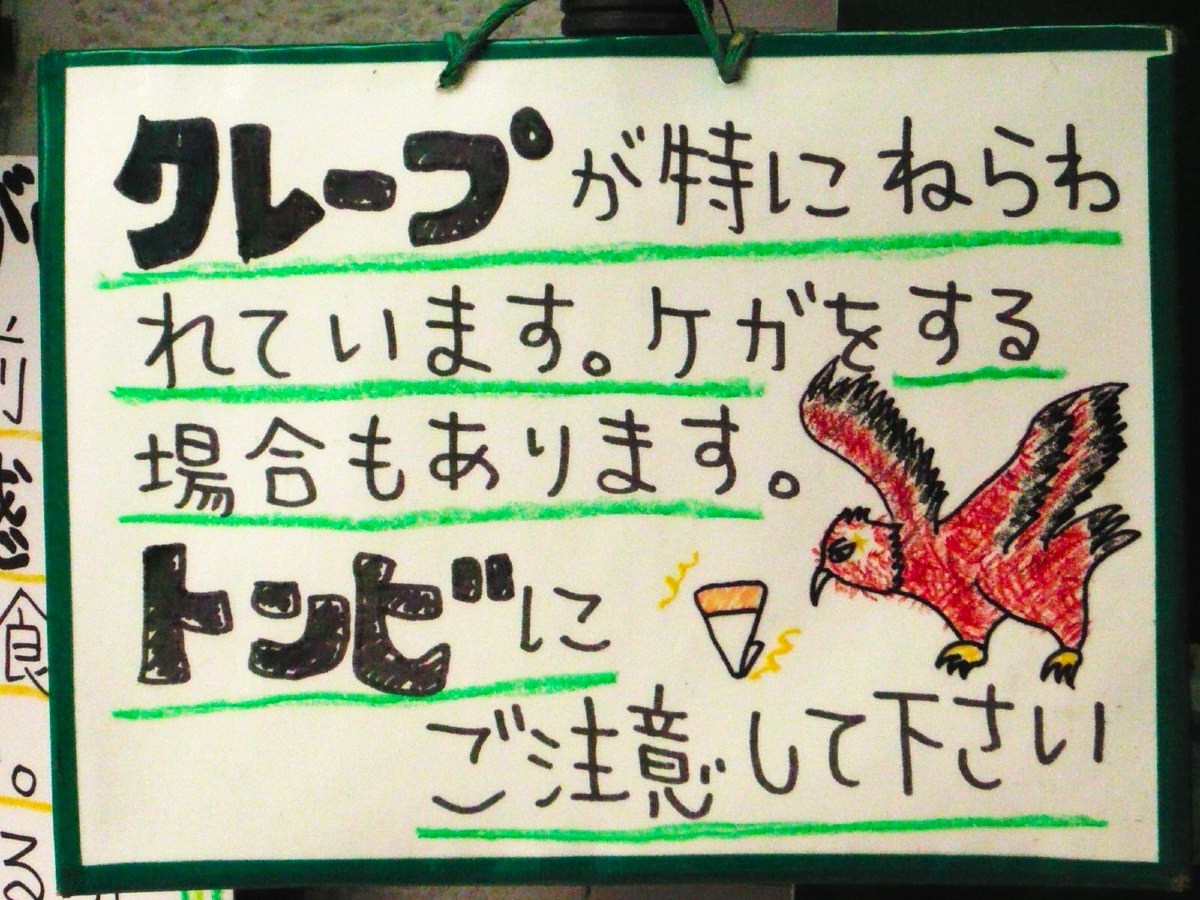 クレープが特にねらわ
れています。ケガをする
場合もあります。
トンビに
ご注意して下さい